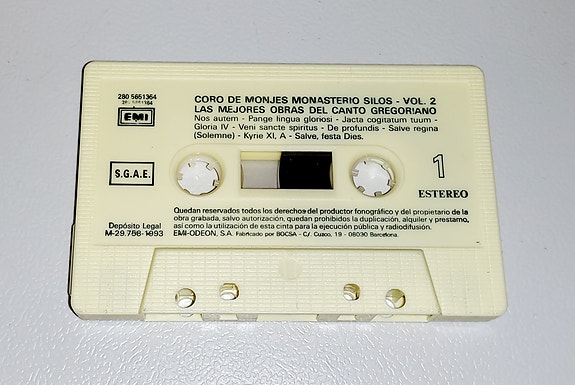 280 5651364
EMI
CORO DE MONJES MONASTERIO SILOS - VOL. 2
LAS MEJORES OBRAS DEL CANTO GREGORIANO
Nos autem - Pange lingua gloriosi - Jacta cogitatum tuum -
Gloria IV - Veni sancte spiritus - De profundis - Salve regina
(Solemne) - Kyrie XI, A - Salve, festa Dies.
S.G.A.E.
1
ESTEREO
Quedan reservados todos los derechos del productor fonográfico y del propietario de la
obra grabada, salvo autorización, quedan prohibidos la duplicación, alquiler y prestamo,
así como la utilización de esta cinta para la ejecución pública y radiodifusión.
EMI-ODEON, S.A. Fabricado por BOCSA - C/. Cuzco, 19 - 08030 Barcelona.
Depósito Legal
M-29.786-1993